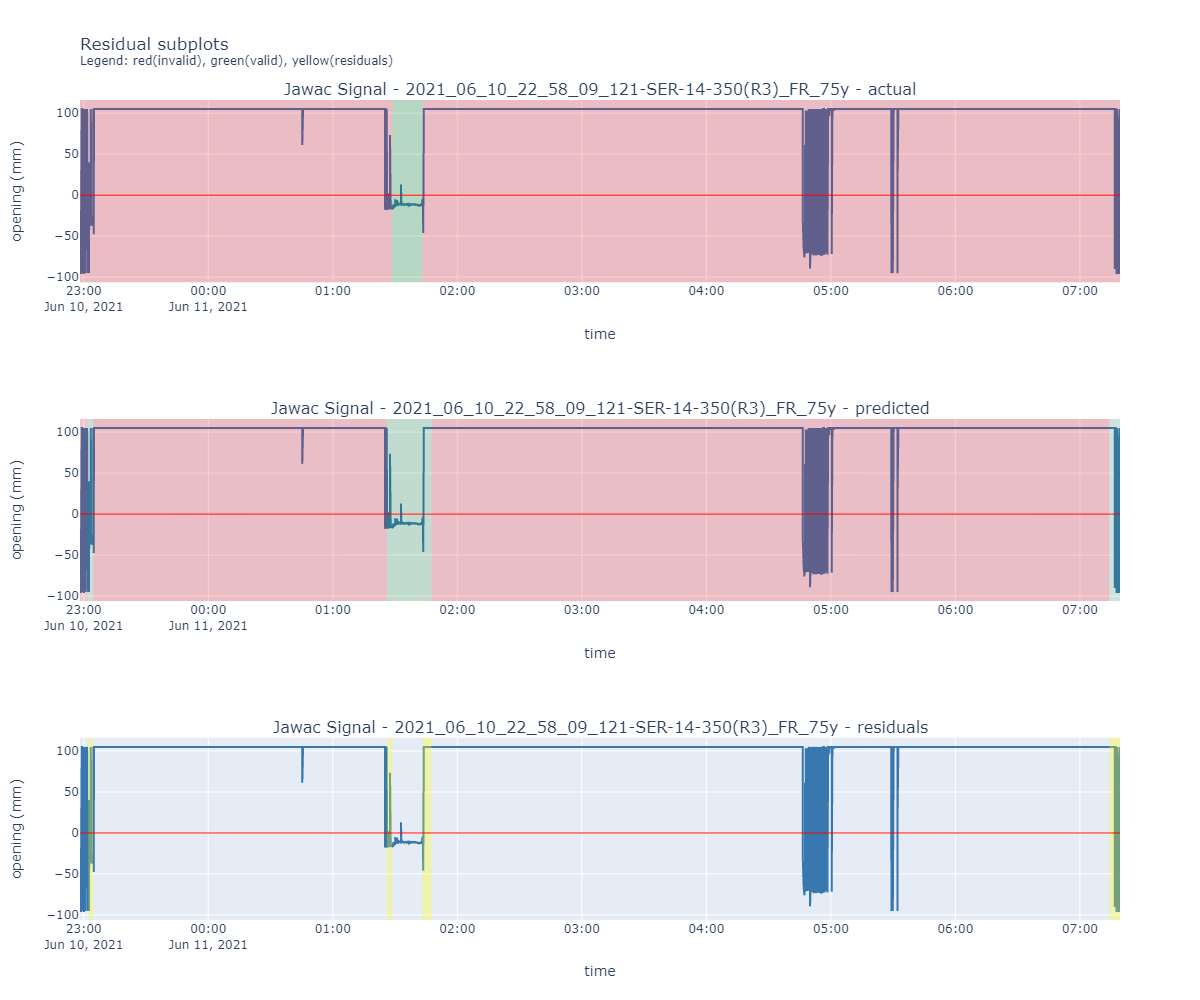 Residual subplots
Legend: red(invalid), green(valid), yellow(residuals)
Jawac Signal - 2021_06_10_22_58_09_121-SER-14-350(R3)_FR_75y - actual
100
50
0
−50
−100
opening (mm)
23:00 00:00 01:00 02:00 03:00 04:00 05:00 06:00 07:00
Jun 10, 2021 Jun 11, 2021
time
Jawac Signal - 2021_06_10_22_58_09_121-SER-14-350(R3)_FR_75y - predicted
100
50
0
−50
−100
opening (mm)
23:00 00:00 01:00 02:00 03:00 04:00 05:00 06:00 07:00
Jun 10, 2021 Jun 11, 2021
time
Jawac Signal - 2021_06_10_22_58_09_121-SER-14-350(R3)_FR_75y - residuals
100
50
0
−50
−100
opening (mm)
23:00 00:00 01:00 02:00 03:00 04:00 05:00 06:00 07:00
Jun 10, 2021 Jun 11, 2021
time